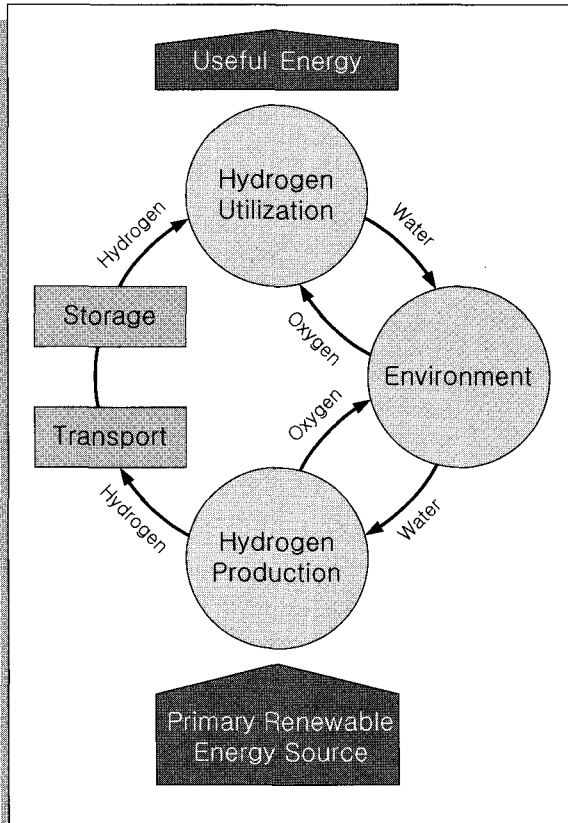 Useful Energy
Hydrogen
Utilization
Hydrogen
Water
Storage
Oxygen
Environment
Transport
Oxygen
Hydrogen
Water
Hydrogen
Production
Primary Renewable
Energy Source